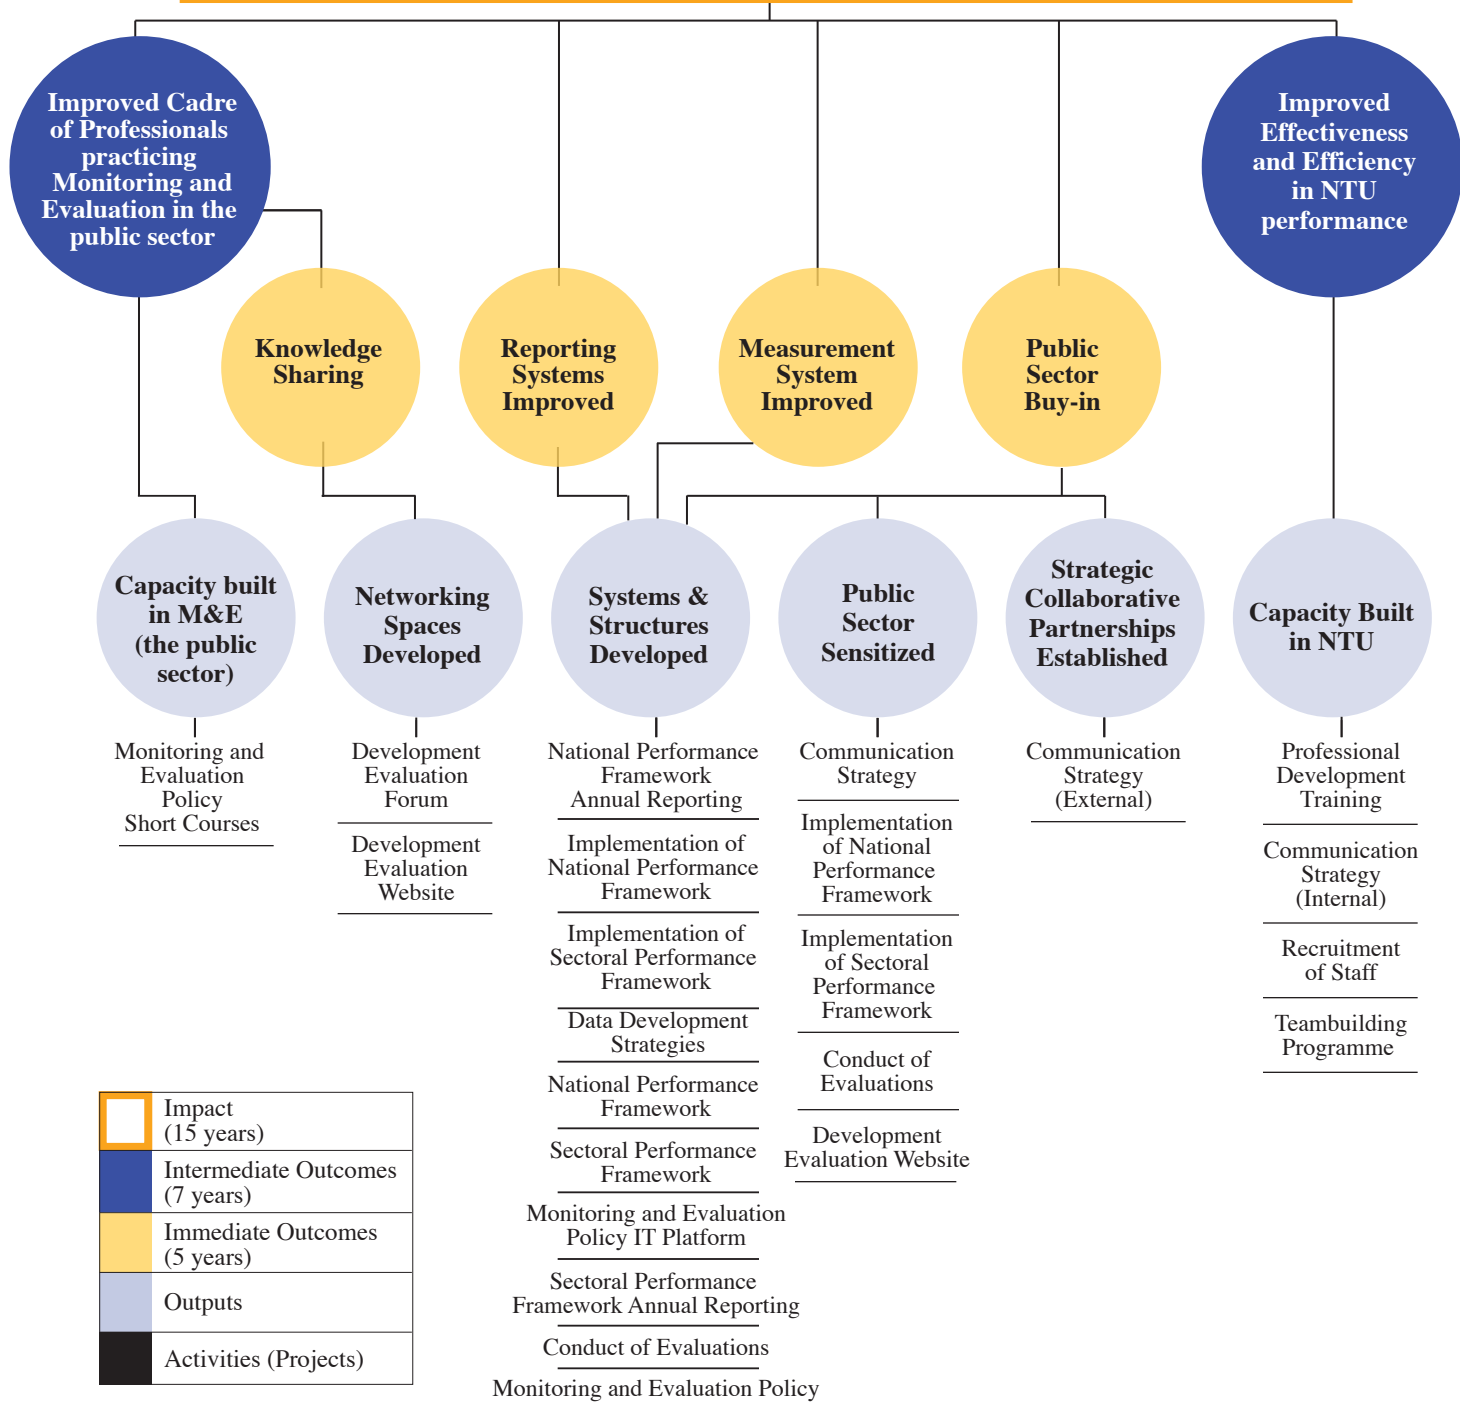 Improved Cadre
of Professionals
practicing
Monitoring and
Evaluation in the
public sector
Improved
Effectiveness
and Efficiency
in NTU
performance
Knowledge
Sharing
Reporting
Systems
Improved
Measurement
System
Improved
Public
Sector
Buy-in
Capacity built
in M&E
(the public
sector)
Networking
Spaces
Developed
Systems &
Structures
Developed
Public
Sector
Sensitized
Strategic
Collaborative
Partnerships
Established
Capacity Built
in NTU
Monitoring and
Evaluation
Policy
Short Courses
Development
Evaluation
Forum
Development
Evaluation
Website
National Performance
Framework
Annual Reporting
Implementation of
National Performance
Framework
Implementation of
Sectoral Performance
Framework
Data Development
Strategies
National Performance
Framework
Sectoral Performance
Framework
Monitoring and Evaluation
Policy IT Platform
Sectoral Performance
Framework Annual Reporting
Conduct of Evaluations
Monitoring and Evaluation Policy
Communication
Strategy
Implementation
of National
Performance
Framework
Implementation
of Sectoral
Performance
Framework
Conduct of
Evaluations
Development
Evaluation Website
Communication
Strategy
(External)
Professional
Development
Training
Communication
Strategy
(Internal)
Recruitment
of Staff
Teambuilding
Programme
Impact
(15 years)
Intermediate Outcomes
(7 years)
Immediate Outcomes
(5 years)
Outputs
Activities (Projects)